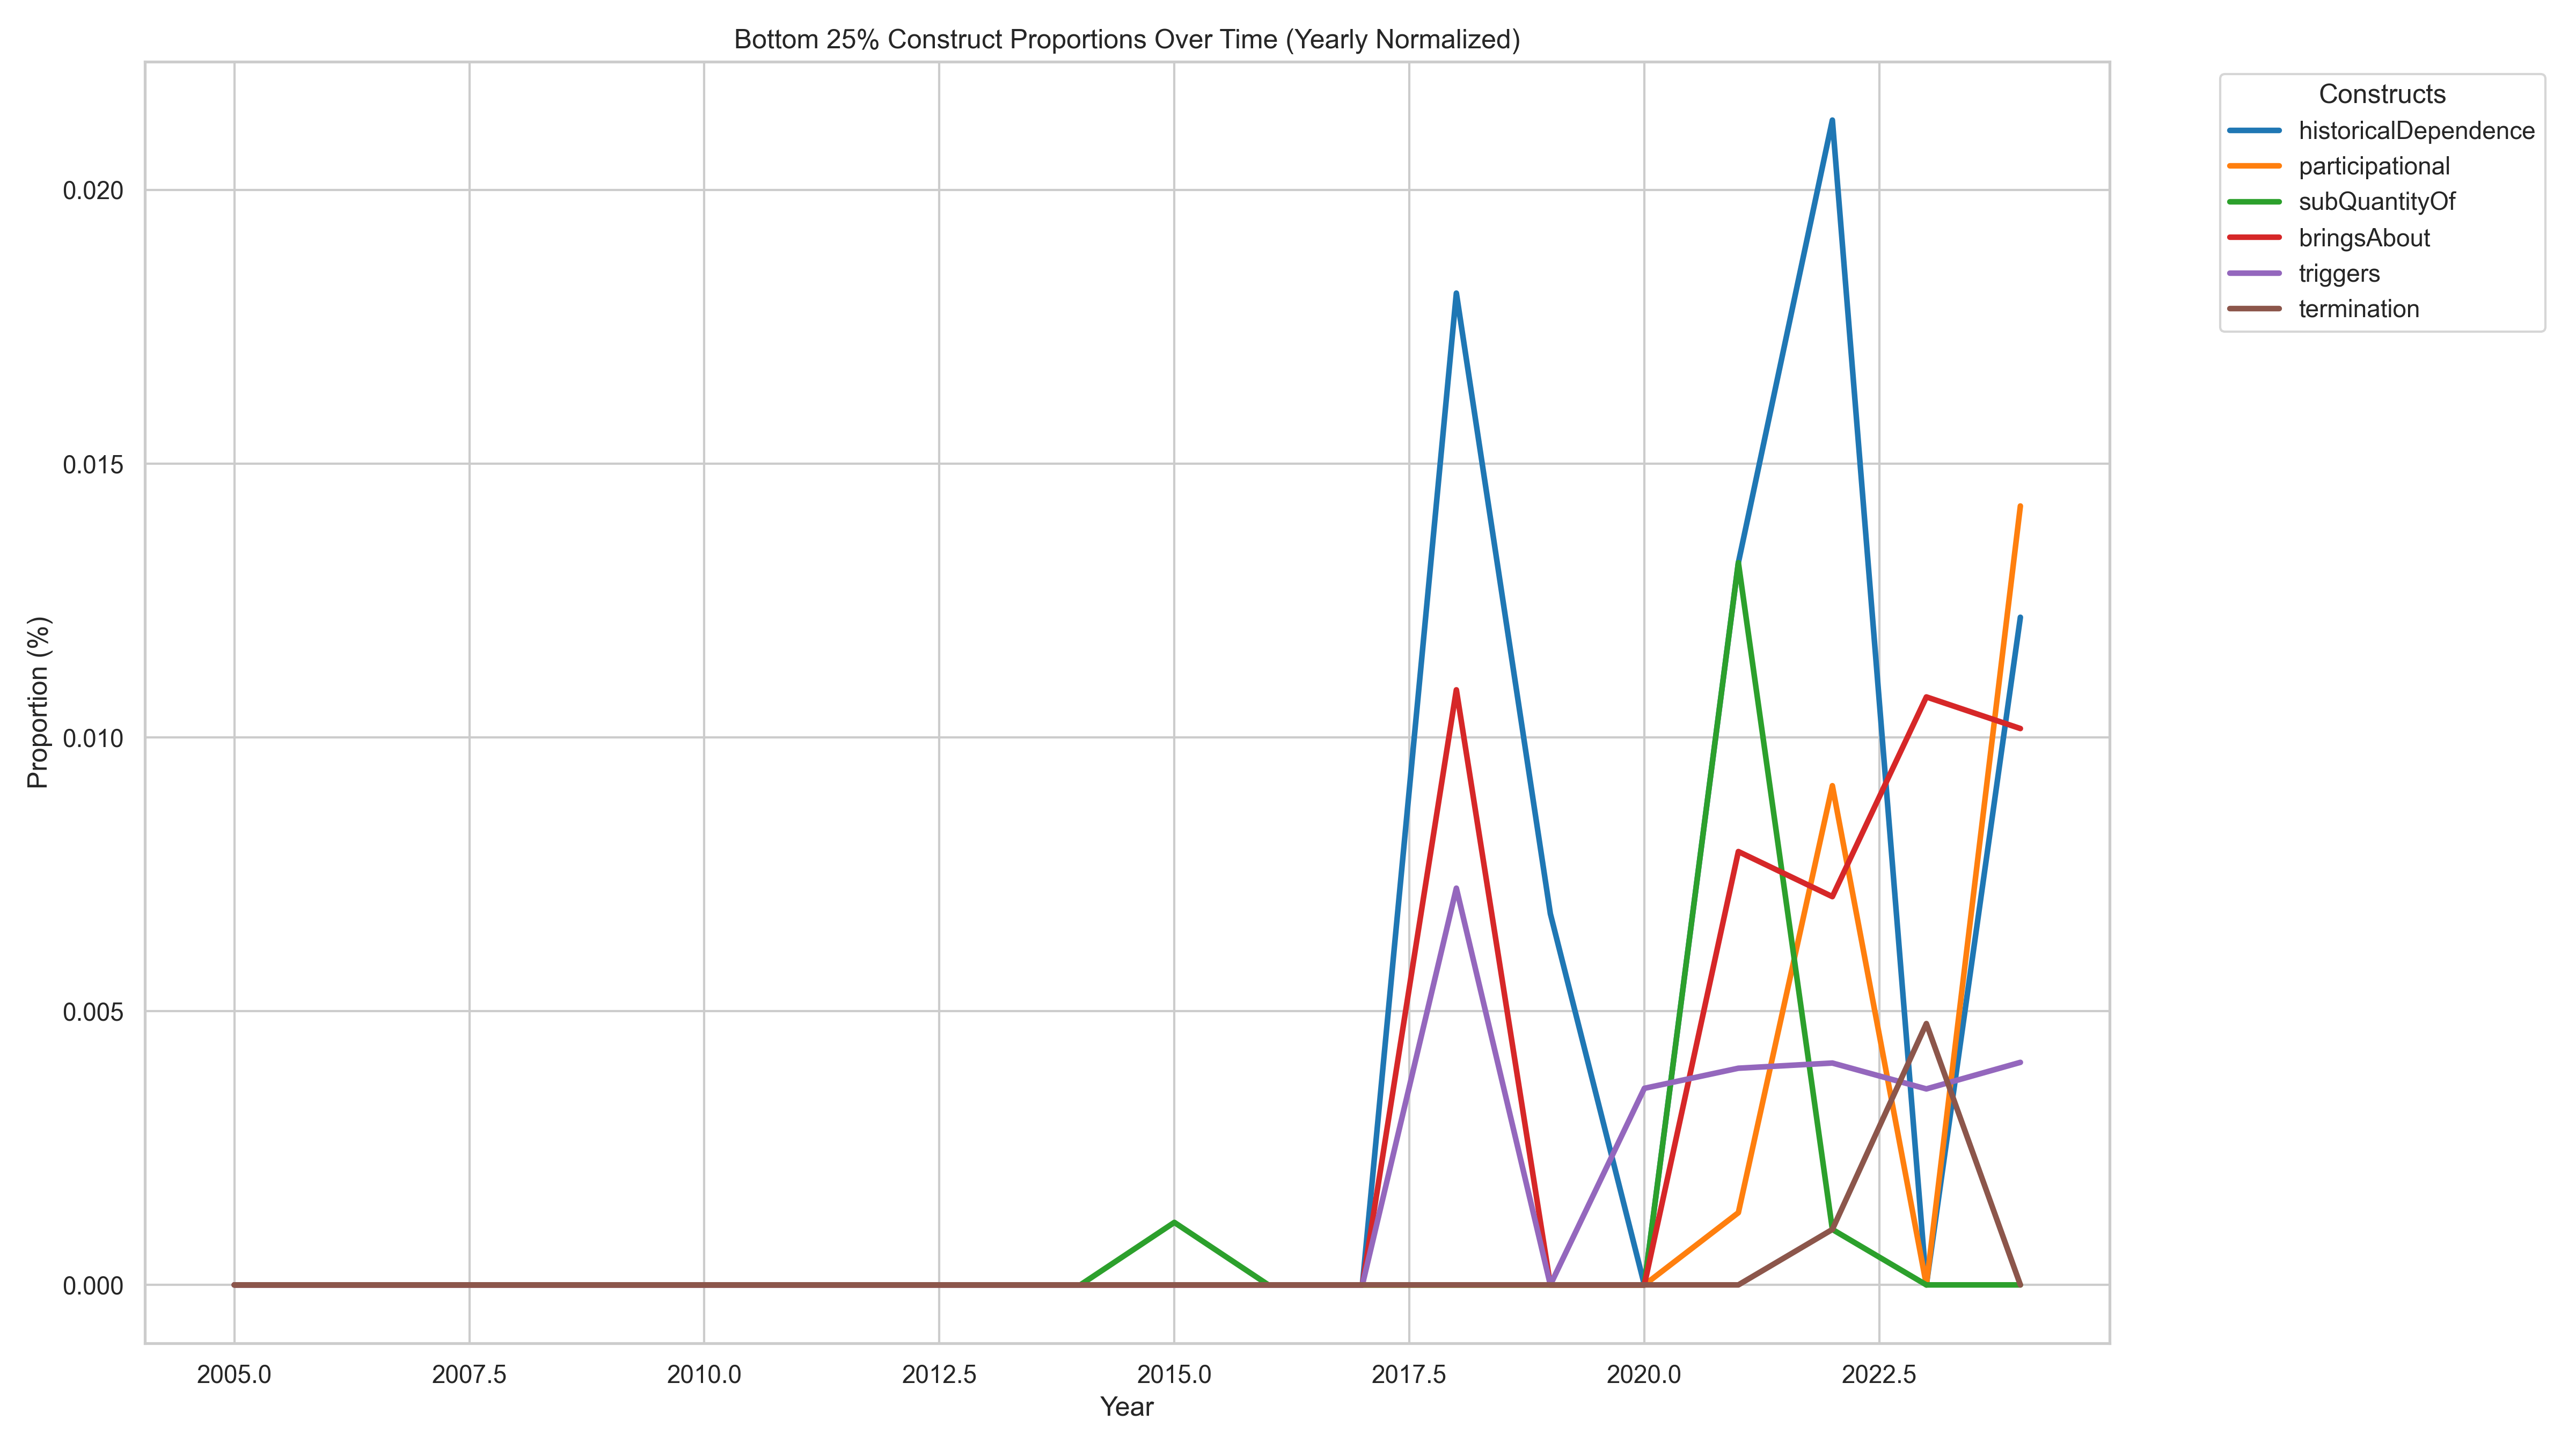 Bottom 25% Construct Proportions Over Time (Yearly Normalized)
Constructs
historicalDependence
participational
subQuantityOf
bringsAbout
triggers
termination
0.020
0.015
0.010
0.005
0.000
Proportion (%)
2005.0 2007.5 2010.0 2012.5 2015.0 2017.5 2020.0 2022.5
Year